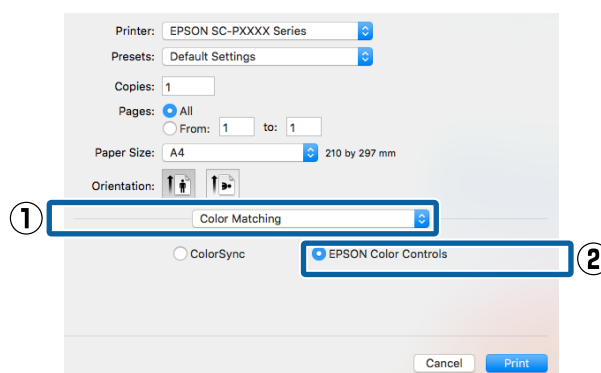 Printer: EPSON SC-PXXXX Series
Presets: Default Settings
Copies: 1
Pages: All
From: 1 to: 1
Paper Size: A4 210 by 297 mm
Orientation:
1 Color Matching
ColorSync EPSON Color Controls 2
Cancel Print